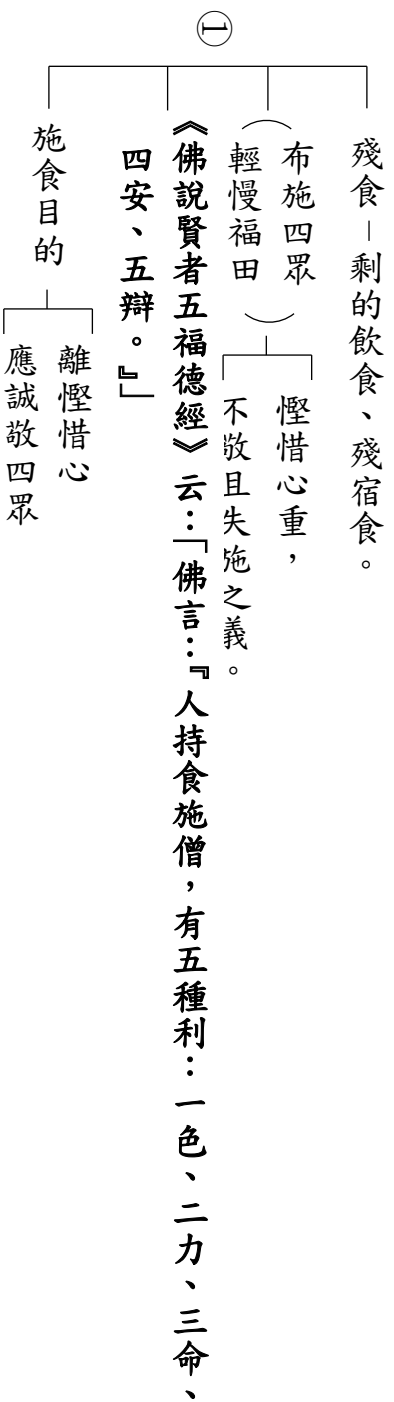 ㊀
殘食－剩的飲食、殘宿食。
布施四眾
（輕慢福田）
慳惜心重，
不敬且失施之義。
《佛說賢者五福德經》云：「佛言：『人持食施僧，有五種利：一色、二力、三命、
四安、五辯。』」
施食目的
離慳惜心
應誠敬四眾